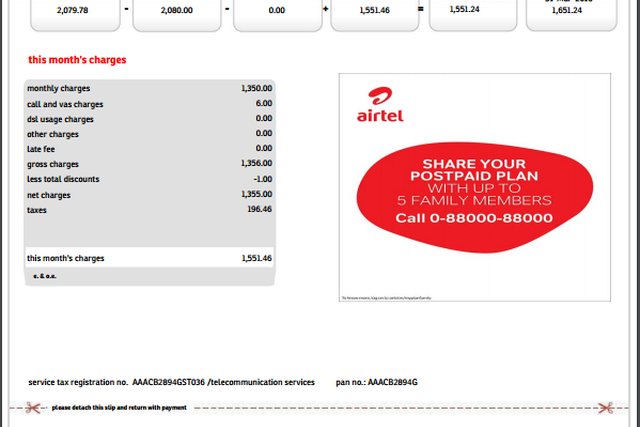 2,079.78 - 2,080.00 - 0.00 + 1,551.46 = 1,551.24 1,651.24
this month's charges
monthly charges 1,350.00
call and vas charges 6.00
dsl usage charges 0.00
other charges 0.00
late fee 0.00
gross charges 1,356.00
less total discounts -1.00
net charges 1,355.00
taxes 196.46
this month's charges 1,551.46
e. & o.e.
airtel
SHARE YOUR
POSTPAID PLAN
WITH UP TO
5 FAMILY MEMBERS
Call 0-88000-88000
service tax registration no. AAACB2894GST036 /telecommunication services pan no.: AAACB2894G
please detach this slip and return with payment